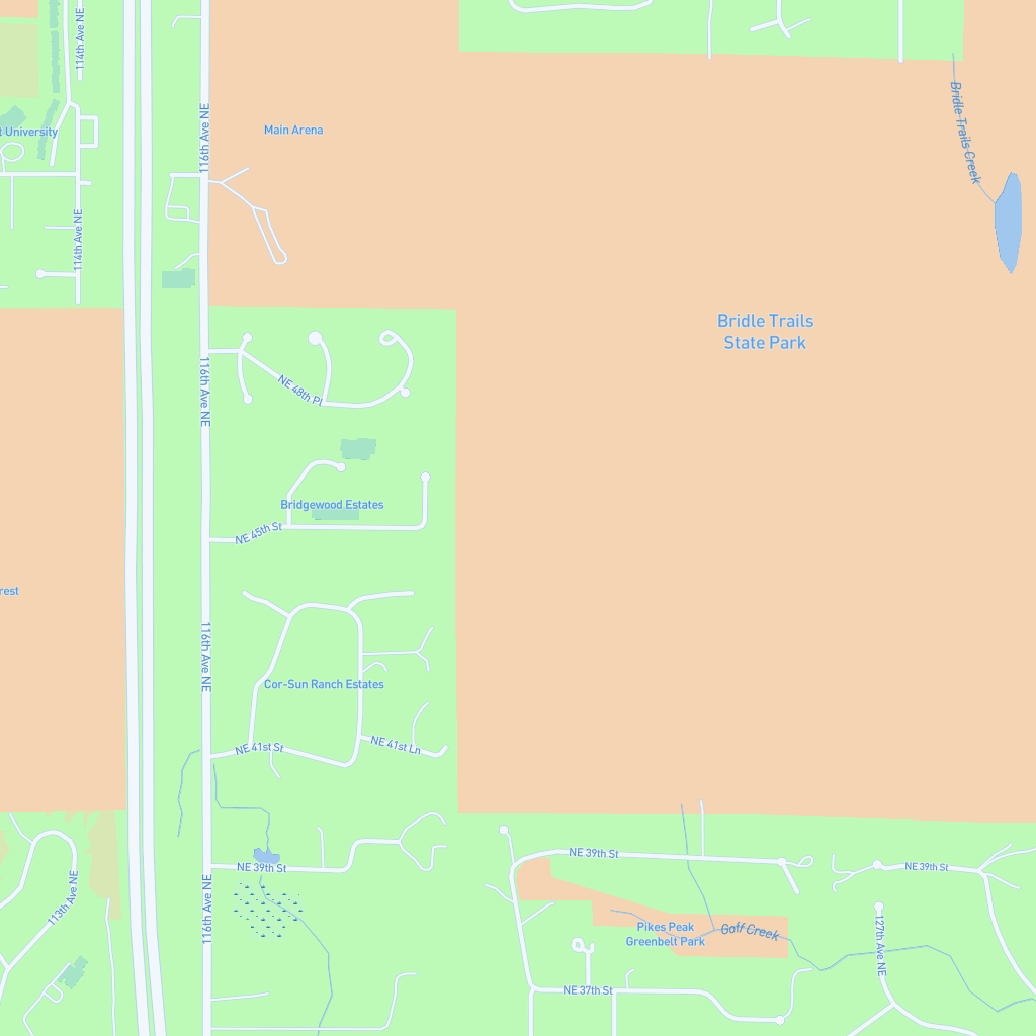 114th Ave NE
116th Ave NE
Main Arena
University
Bridle Trails Creek
114th Ave NE
Bridle Trails
State Park
116th Ave NE
NE 48th Pl
Bridgewood Estates
NE 45th St
rest
116th Ave NE
Cor-Sun Ranch Estates
NE 41st St
NE 41st Ln
NE 39th St
NE 39th St
NE 39th St
113th Ave NE
116th Ave NE
Pikes Peak
Greenbelt Park
Goff Creek
127th Ave NE
NE 37th St